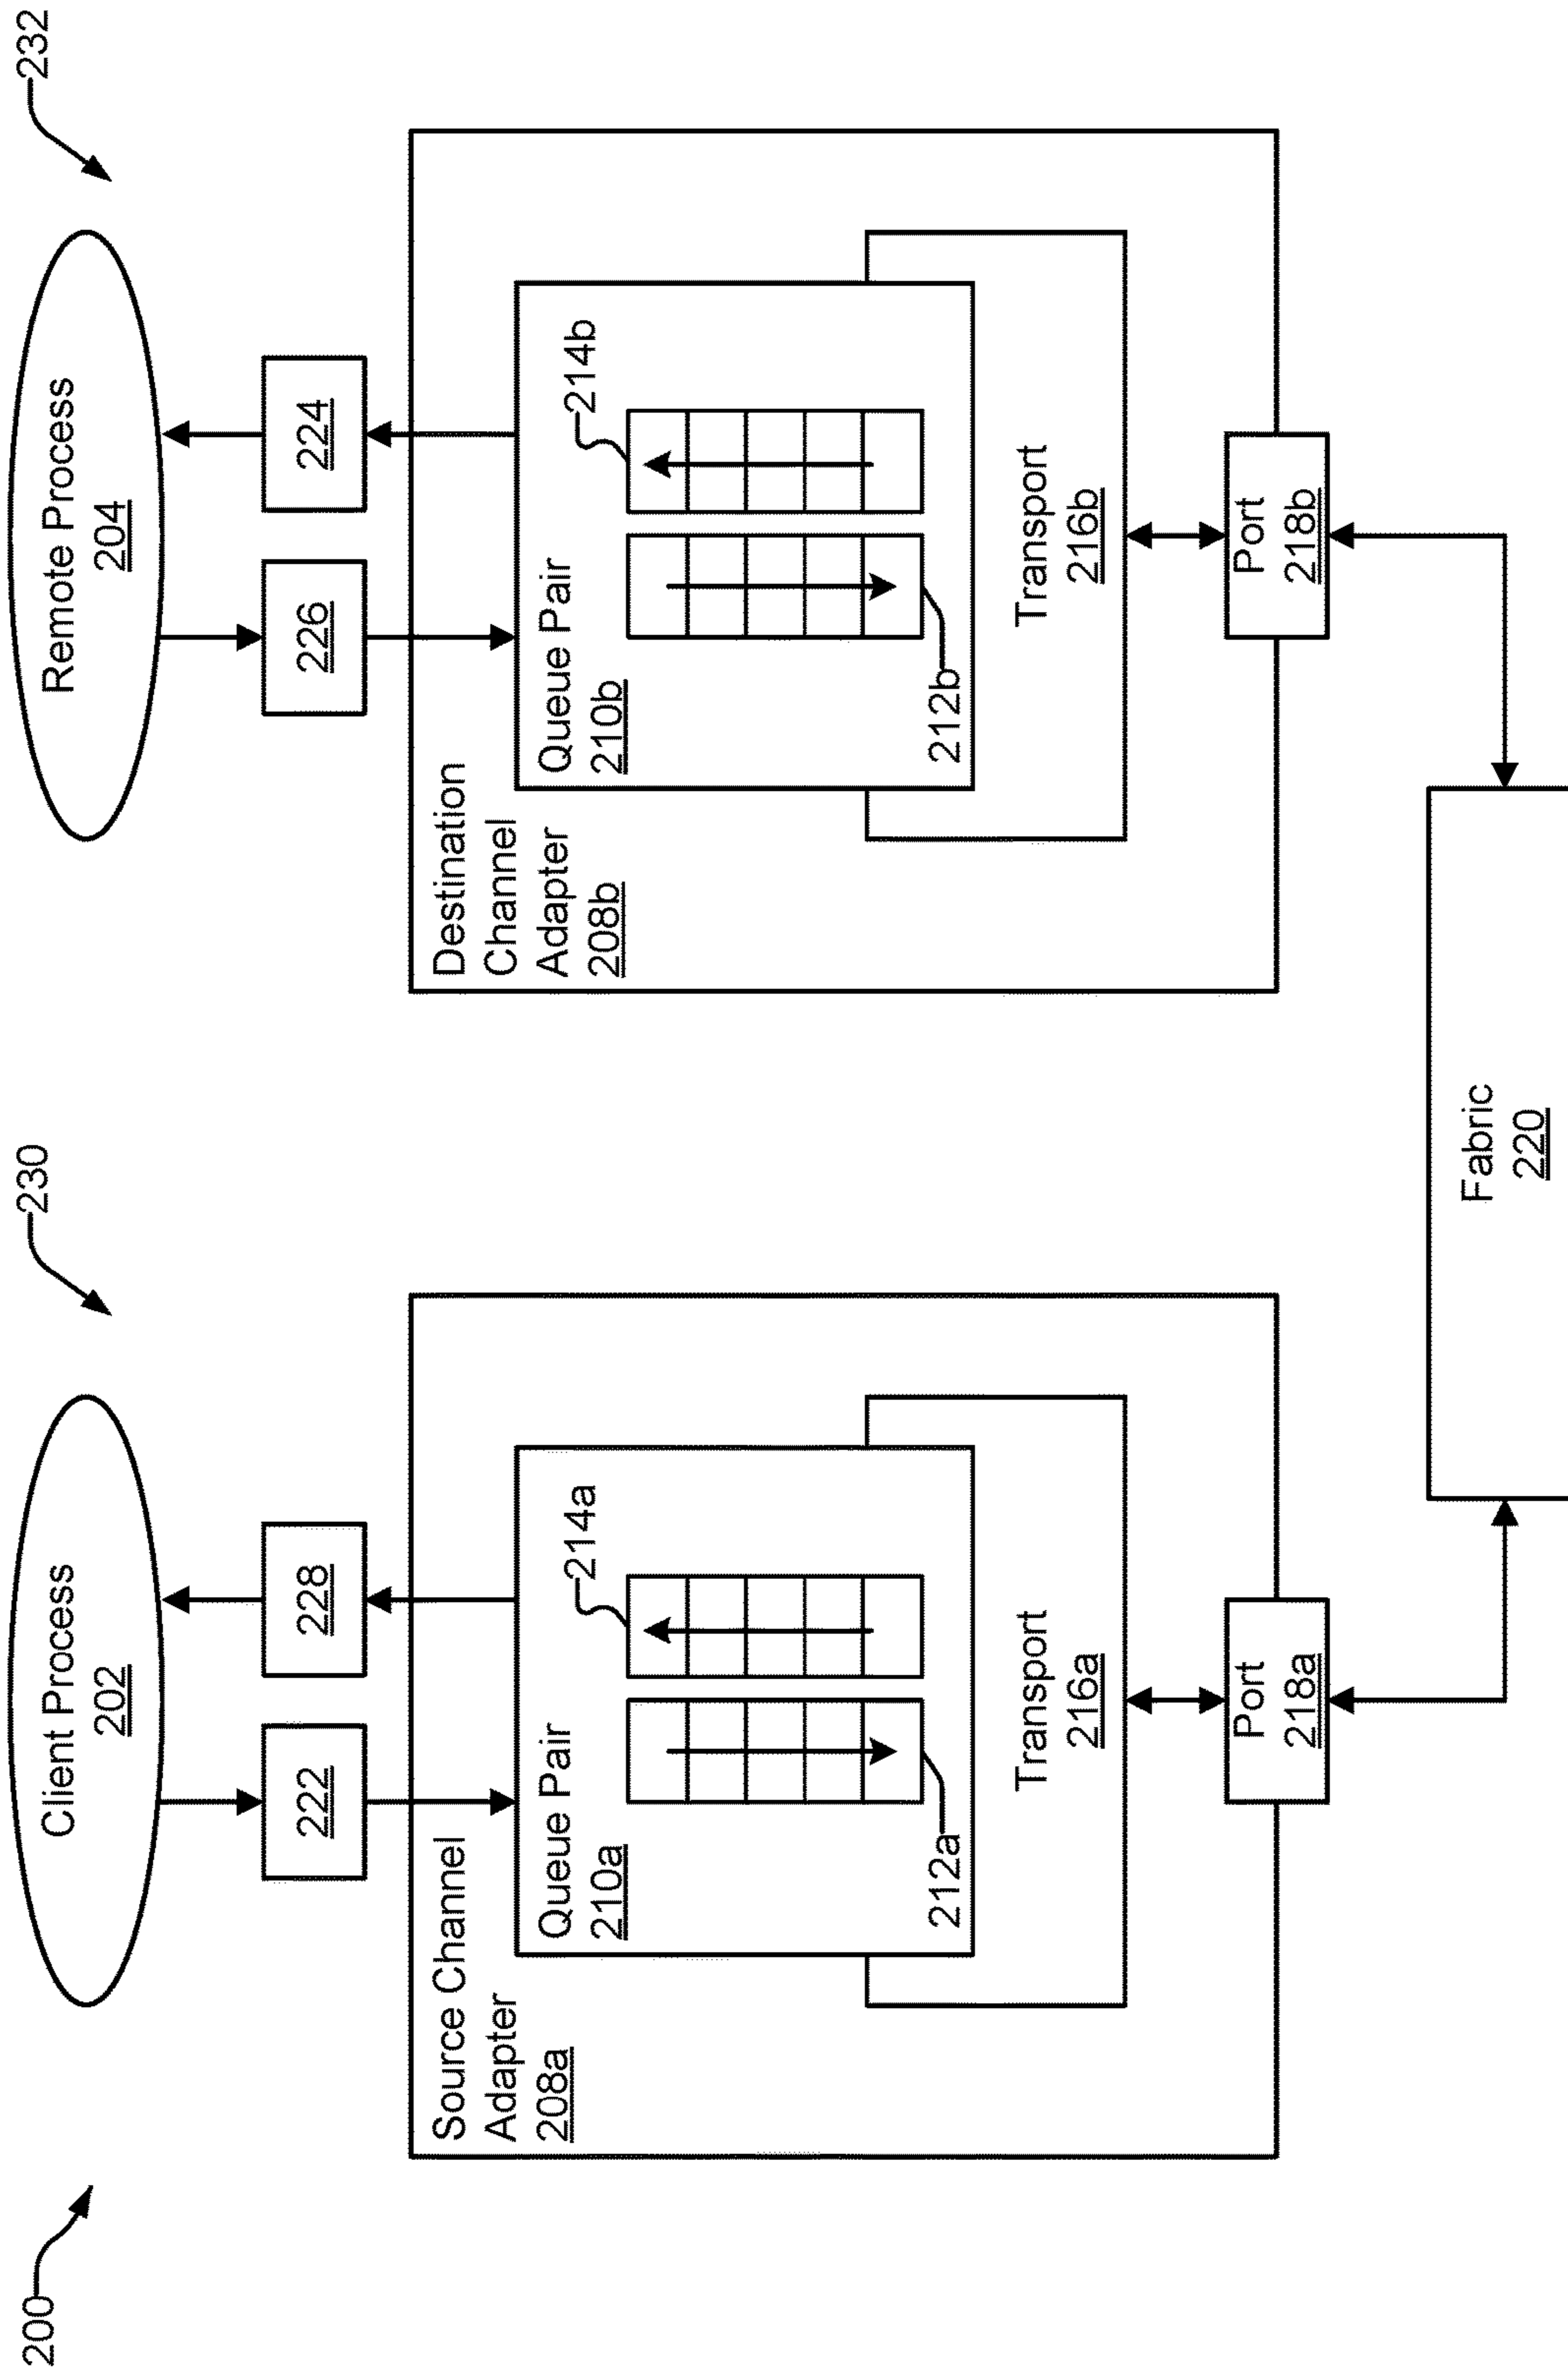 200
230
232
Client Process
202
Remote Process
204
222
228
226
224
Source Channel
Adapter
208a
Destination
Channel
Adapter
208b
Queue Pair
210a
214a
212a
Queue Pair
210b
214b
212b
Transport
216a
Transport
216b
Port
218a
Port
218b
Fabric
220